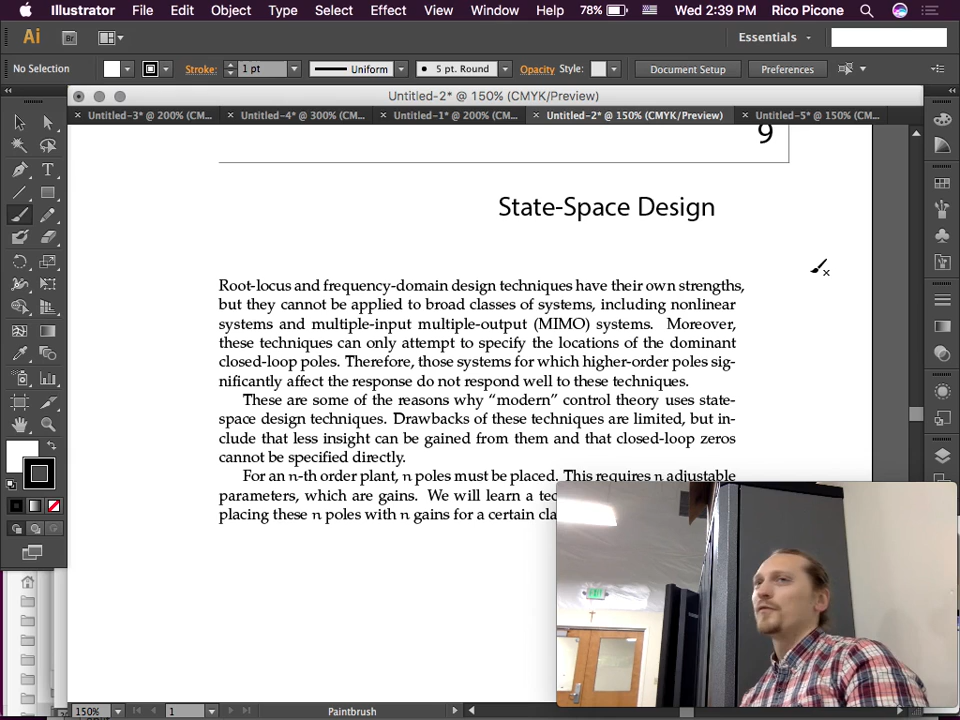 Illustrator File Edit Object Type Select Effect View Window Help 78% Wed 2:39 PM Rico Picone
Ai Br Essentials
No Selection Stroke: 1 pt Uniform 5 pt. Round Opacity Style: Document Setup Preferences
Untitled-2* @ 150% (CMYK/Preview)
Untitled-3* @ 200% (CM... Untitled-4* @ 300% (CM... Untitled-1* @ 200% (CM... Untitled-2* @ 150% (CMYK/Preview) Untitled-5* @ 150% (CM...
9
State-Space Design
Root-locus and frequency-domain design techniques have their own strengths,
but they cannot be applied to broad classes of systems, including nonlinear
systems and multiple-input multiple-output (MIMO) systems. Moreover,
these techniques can only attempt to specify the locations of the dominant
closed-loop poles. Therefore, those systems for which higher-order poles sig-
nificantly affect the response do not respond well to these techniques.
These are some of the reasons why “modern” control theory uses state-
space design techniques. Drawbacks of these techniques are limited, but in-
clude that less insight can be gained from them and that closed-loop zeros
cannot be specified directly.
For an n-th order plant, n poles must be placed. This requires n adjustable
parameters, which are gains. We will learn a
placing these n poles with n gains for a certain
EXIT
150% 1 Paintbrush